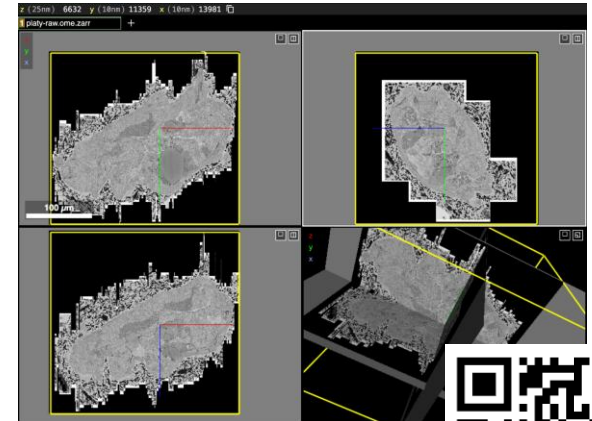 z (25nm) 6632 y (10nm) 11359 x (10nm) 13981
1 platy-raw.ome.zarr +
z
y
x
100 µm
z
y
x